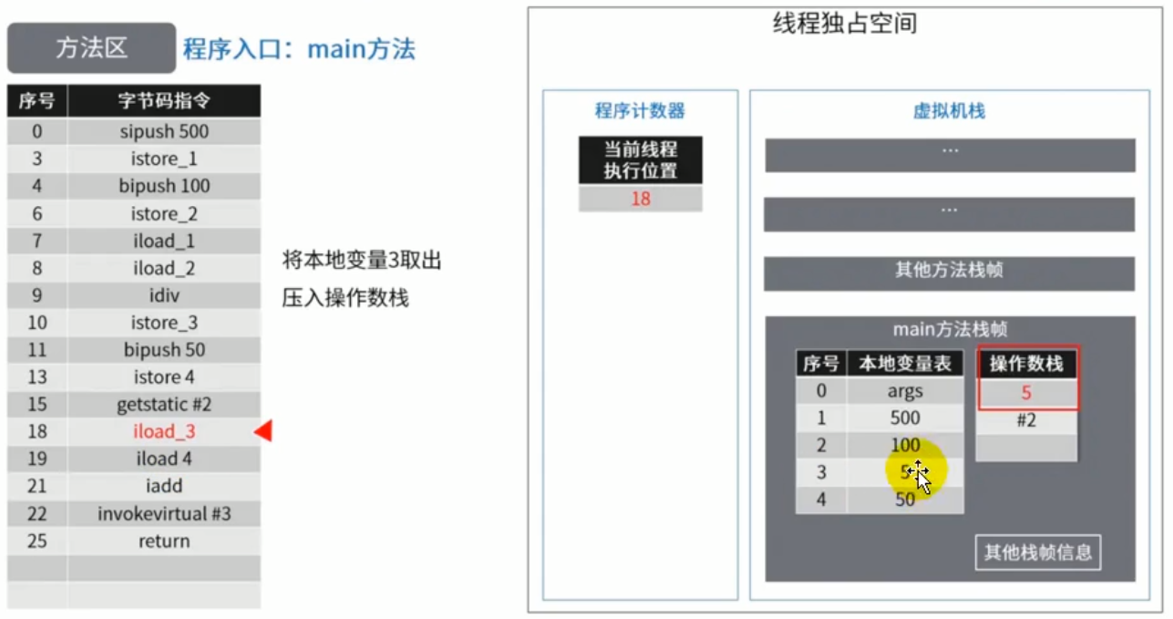 方法区 程序入口：main方法
序号 字节码指令
0 sipush 500
3 istore_1
4 bipush 100
6 istore_2
7 iload_1
8 iload_2
9 idiv
10 istore_3
11 bipush 50
13 istore 4
15 getstatic #2
18 iload_3
19 iload 4
21 iadd
22 invokevirtual #3
25 return
将本地变量3取出
压入操作数栈
线程独占空间
程序计数器
当前线程
执行位置
18
虚拟机栈
...
...
其他方法栈帧
main方法栈帧
序号 本地变量表
0 args
1 500
2 100
3 5
4 50
操作数栈
5
#2
其他栈帧信息